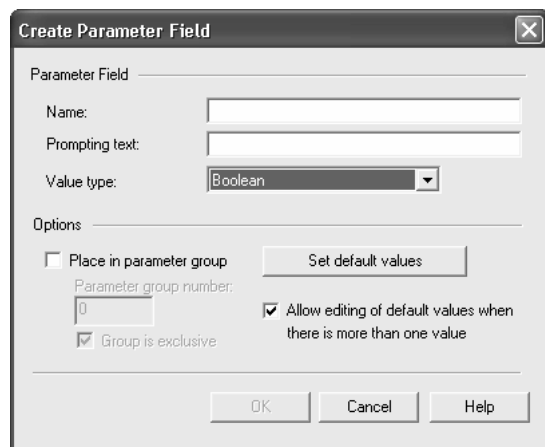 Create Parameter Field
Parameter Field
Name:
Prompting text:
Value type:
Boolean
Options
Place in parameter group
Set default values
Parameter group number:
0
Allow editing of default values when
there is more than one value
Group is exclusive
OK
Cancel
Help